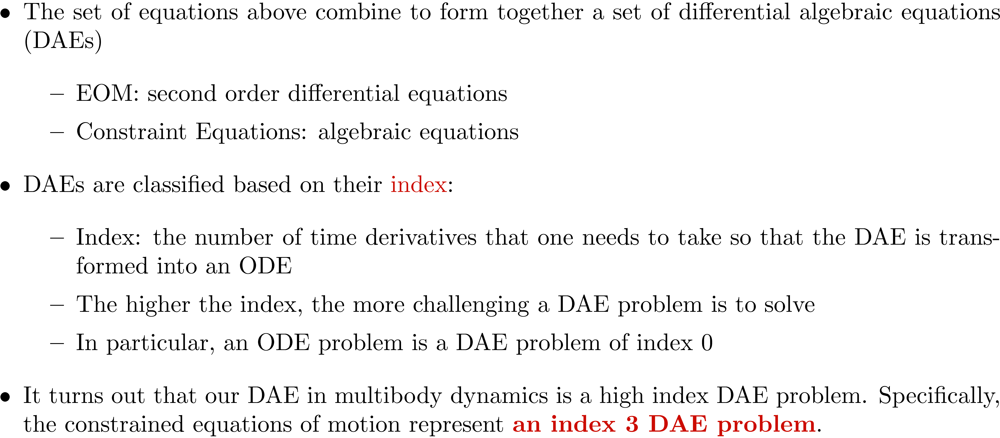 • The set of equations above combine to form together a set of differential algebraic equations
(DAEs)
– EOM: second order differential equations
– Constraint Equations: algebraic equations
• DAEs are classified based on their index:
– Index: the number of time derivatives that one needs to take so that the DAE is trans-
formed into an ODE
– The higher the index, the more challenging a DAE problem is to solve
– In particular, an ODE problem is a DAE problem of index 0
• It turns out that our DAE in multibody dynamics is a high index DAE problem. Specifically,
the constrained equations of motion represent an index 3 DAE problem.